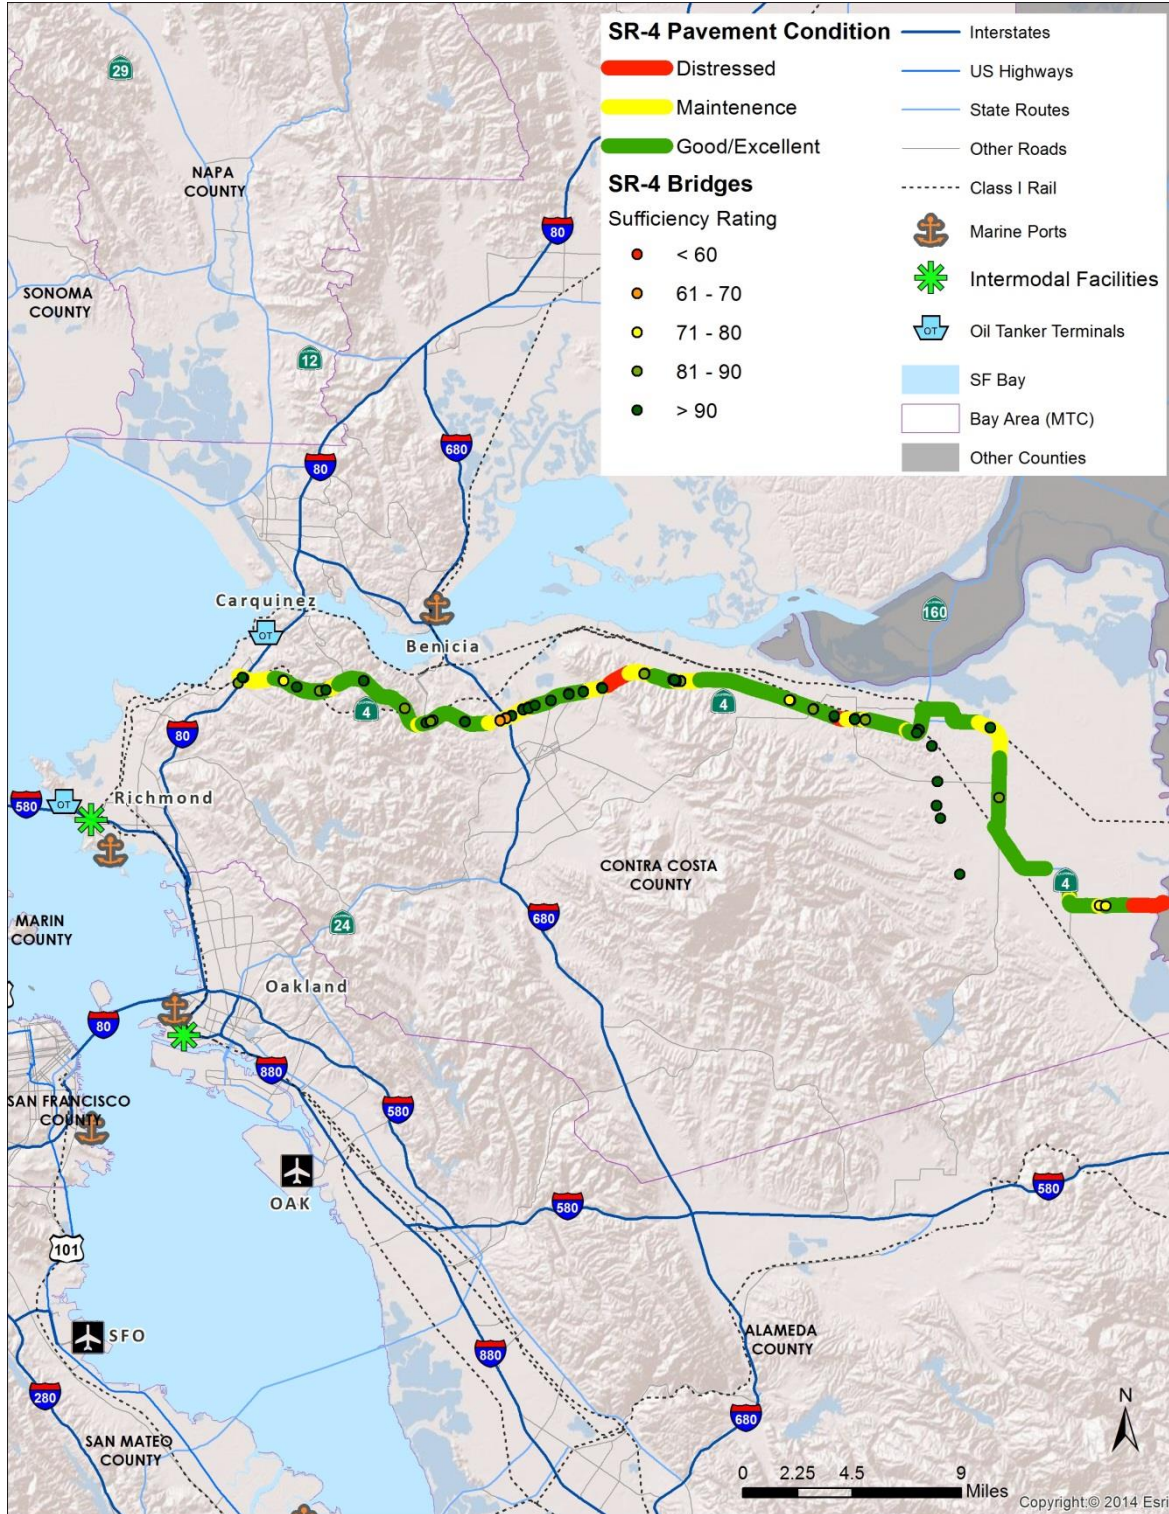 SR-4 Pavement Condition
Distressed
Maintenence
Good/Excellent
SR-4 Bridges
Sufficiency Rating
< 60
61 - 70
71 - 80
81 - 90
> 90
Interstates
US Highways
State Routes
Other Roads
Class I Rail
Marine Ports
Intermodal Facilities
OT
Oil Tanker Terminals
SF Bay
Bay Area (MTC)
Other Counties
29
NAPA
COUNTY
80
SONOMA
COUNTY
12
680
80
Carquinez
OT
Benicia
160
4
4
80
580
OT
Richmond
CONTRA COSTA
COUNTY
4
680
24
MARIN
COUNTY
Oakland
80
880
SAN FRANCISCO
COUNTY
580
OAK
580
580
101
SFO
ALAMEDA
COUNTY
880
280
680
SAN MATEO
COUNTY
N
0 2.25 4.5 9
Miles
Copyright:© 2014 Esri